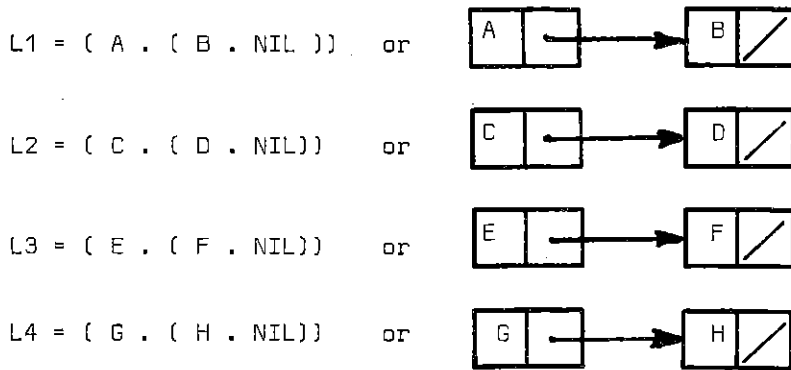 L1 = ( A . ( B . NIL )) or A B
L2 = ( C . ( D . NIL)) or C D
L3 = ( E . ( F . NIL)) or E F
L4 = ( G . ( H . NIL)) or G H